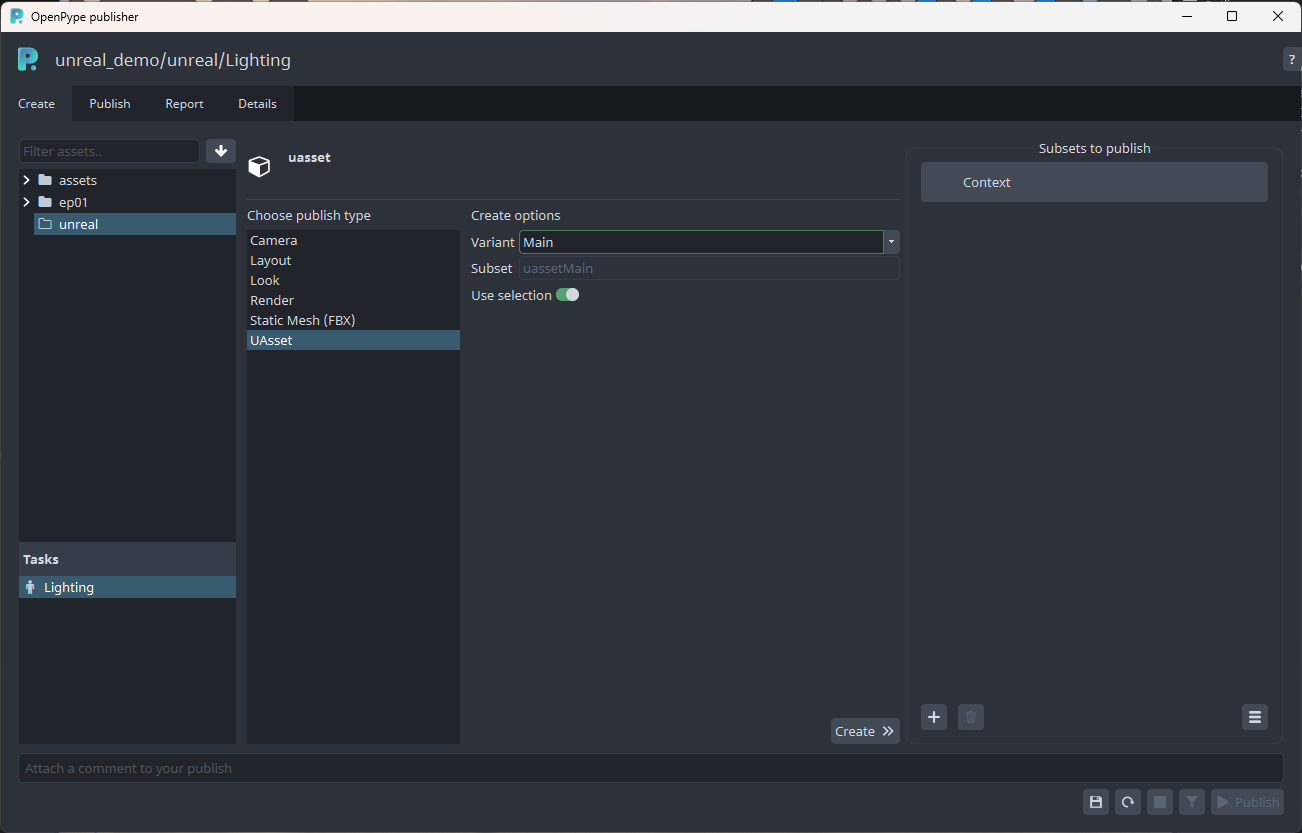 OpenPype publisher
unreal_demo/unreal/Lighting
?
Create Publish Report Details
Filter assets..
assets
ep01
unreal
Tasks
Lighting
uasset
Choose publish type
Camera
Layout
Look
Render
Static Mesh (FBX)
UAsset
Create options
Variant Main
Subset uassetMain
Use selection
Create
Subsets to publish
Context
Attach a comment to your publish
Publish